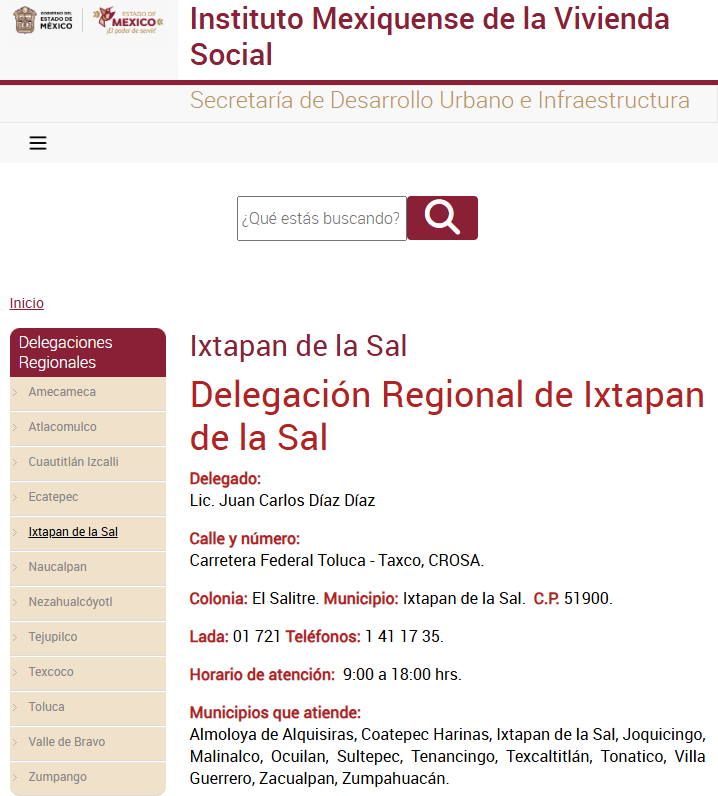 GOBIERNO DEL
ESTADO DE
MÉXICO
ESTADO DE
MÉXICO
¡El poder de servir!
Instituto Mexiquense de la Vivienda
Social
Secretaría de Desarrollo Urbano e Infraestructura
¿Qué estás buscando?
Inicio
Delegaciones
Regionales
Amecameca
Atlacomulco
Cuautitlán Izcalli
Ecatepec
Ixtapan de la Sal
Naucalpan
Nezahualcóyotl
Tejupilco
Texcoco
Toluca
Valle de Bravo
Zumpango
Ixtapan de la Sal
Delegación Regional de Ixtapan
de la Sal
Delegado:
Lic. Juan Carlos Díaz Díaz
Calle y número:
Carretera Federal Toluca - Taxco, CROSA.
Colonia: El Salitre. Municipio: Ixtapan de la Sal. C.P. 51900.
Lada: 01 721 Teléfonos: 1 41 17 35.
Horario de atención: 9:00 a 18:00 hrs.
Municipios que atiende:
Almoloya de Alquisiras, Coatepec Harinas, Ixtapan de la Sal, Joquicingo,
Malinalco, Ocuilan, Sultepec, Tenancingo, Texcaltitlán, Tonatico, Villa
Guerrero, Zacualpan, Zumpahuacán.